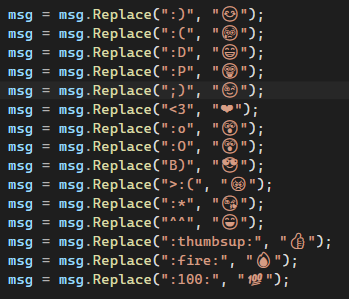 msg = msg.Replace(":)", "😊");
msg = msg.Replace(":(", "😢");
msg = msg.Replace(":D", "😄");
msg = msg.Replace(":P", "😛");
msg = msg.Replace(";)", "😉");
msg = msg.Replace("<3", "❤");
msg = msg.Replace(":o", "😮");
msg = msg.Replace(":O", "😮");
msg = msg.Replace("B)", "😎");
msg = msg.Replace(">:(", "😠");
msg = msg.Replace(":*", "😘");
msg = msg.Replace("^^", "😄");
msg = msg.Replace(":thumbsup:", "👍");
msg = msg.Replace(":fire:", "🔥");
msg = msg.Replace(":100:", "💯");